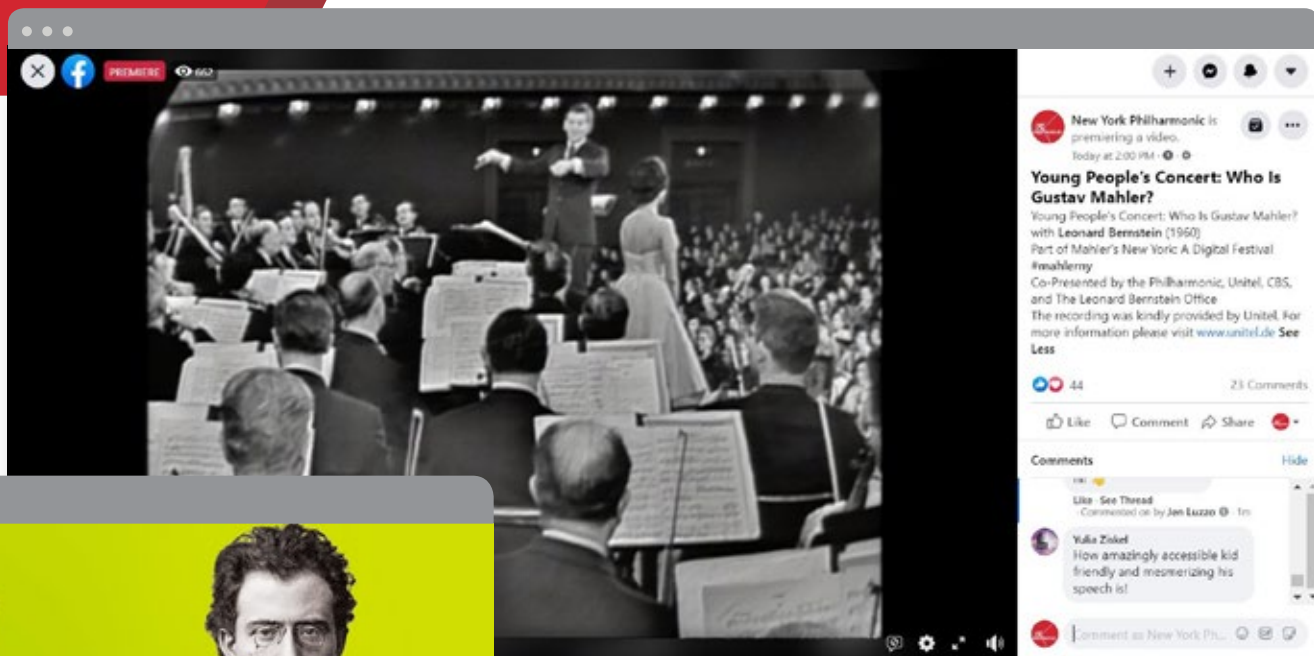 PREMIERE
662
New York Philharmonic is
premiering a video.
Today at 2:00 PM ·
Young People's Concert: Who Is
Gustav Mahler?
Young People's Concert: Who Is Gustav Mahler?
with Leonard Bernstein (1960)
Part of Mahler's New York: A Digital Festival
#mahlerny
Co-Presented by the Philharmonic, Unitel, CBS,
and The Leonard Bernstein Office
The recording was kindly provided by Unitel. For
more information please visit www.unitel.de See
Less
44
23 Comments
Like
Comment
Share
Comments
Hide
Like · See Thread
· Commented on by Jen Luzzo · 1m
Yulia Ziskel
How amazingly accessible kid
friendly and mesmerizing his
speech is!
Comment as New York Ph...